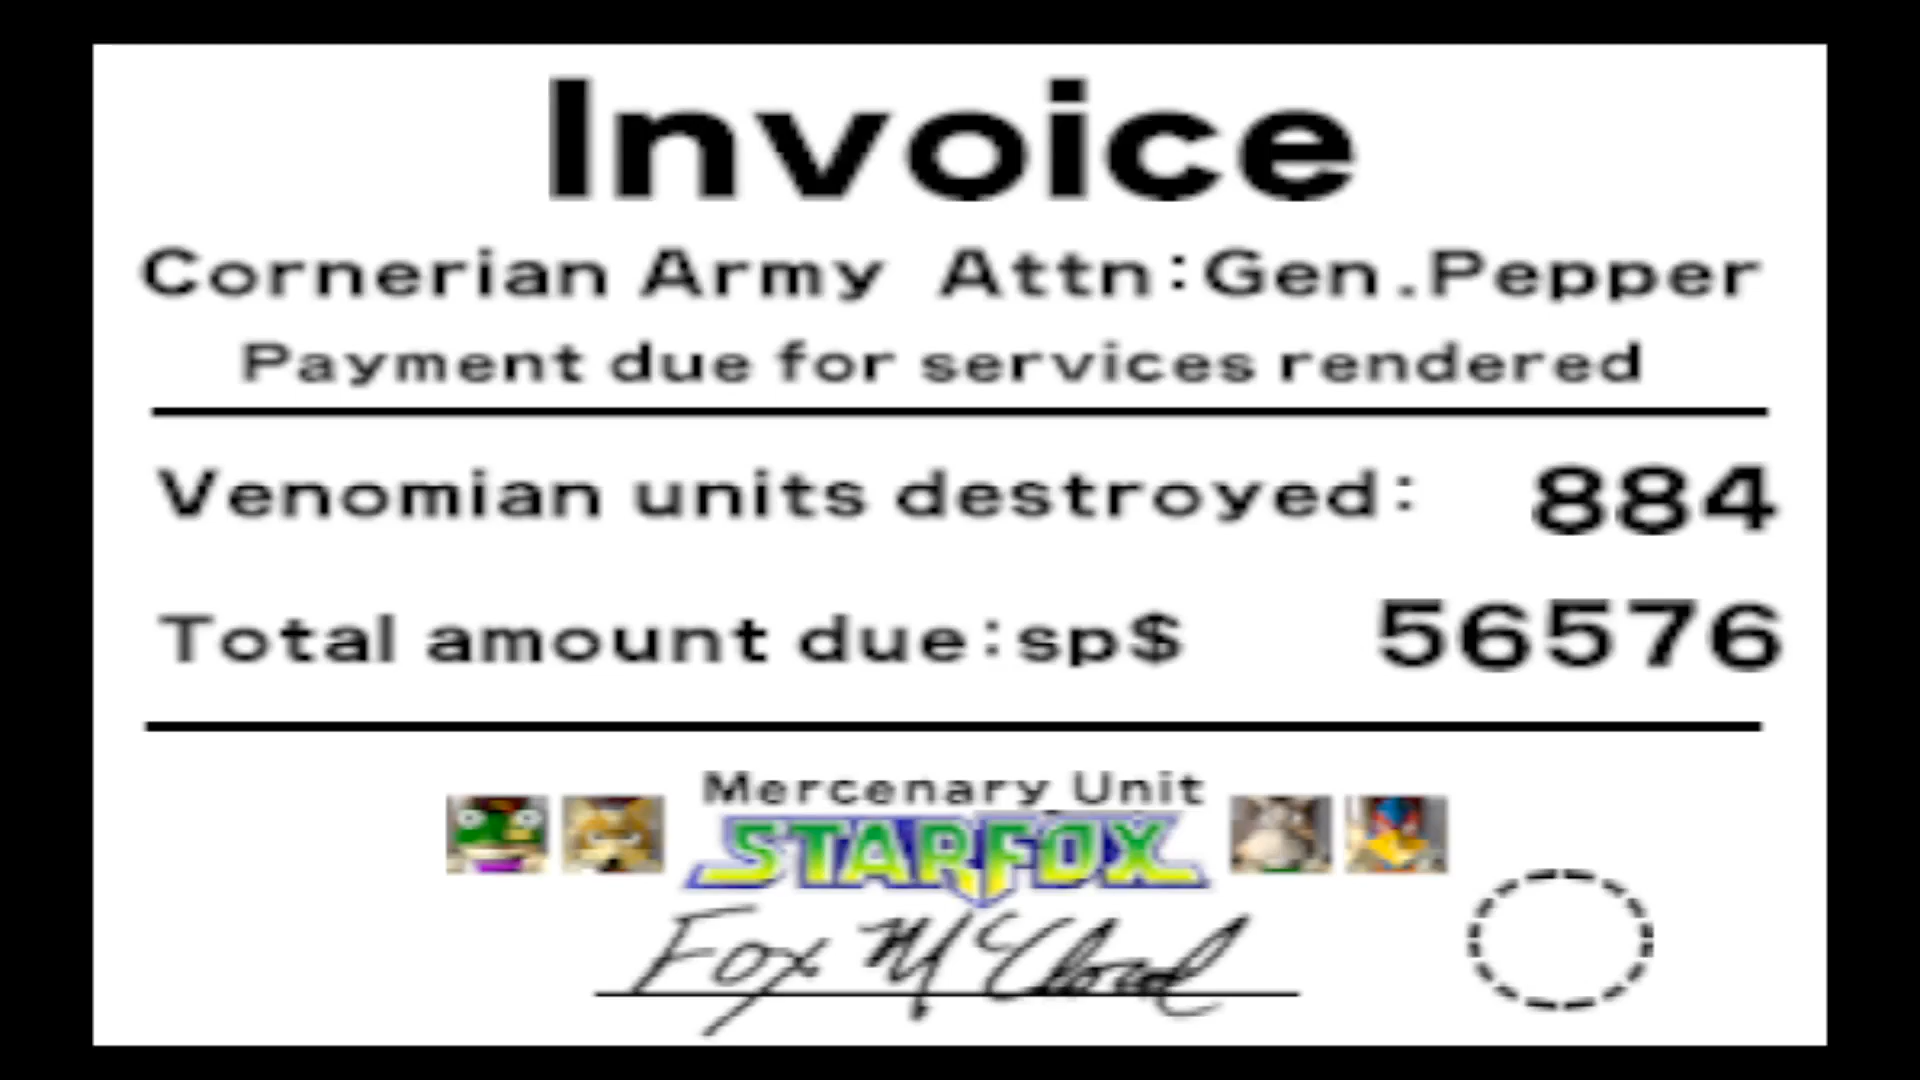 Invoice
Cornerian Army Attn:Gen.Pepper
Payment due for services rendered
Venomian units destroyed: 884
Total amount due:sp$ 56576
Mercenary Unit
STARFOX
Fox McCloud